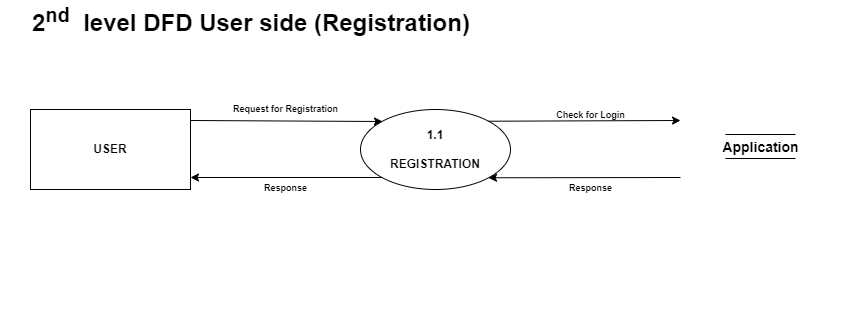 2nd level DFD User side (Registration)
Request for Registration
Check for Login
1.1
USER
Application
REGISTRATION
Response
Response